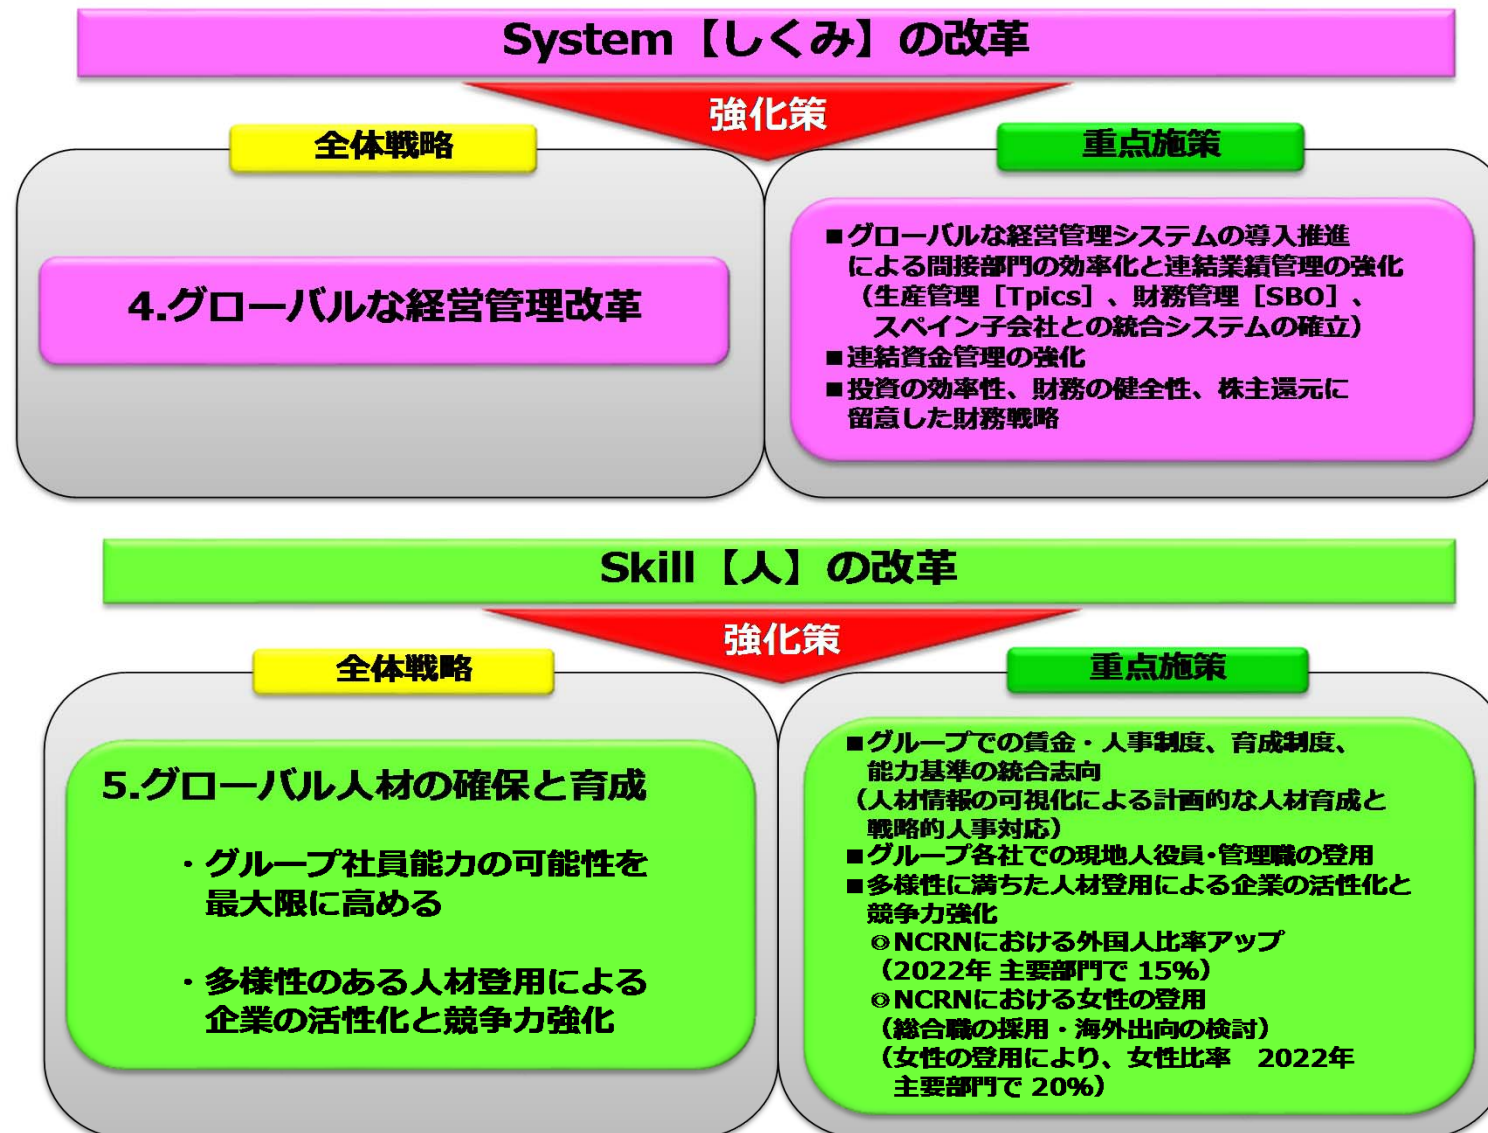 System【しくみ】の改革
強化策
全体戦略
4.グローバルな経営管理改革
重点施策
■グローバルな経営管理システムの導入推進
による間接部門の効率化と連結業績管理の強化
（生産管理［Tpics］、財務管理［SBO］、
スペイン子会社との統合システムの確立）
■連結資金管理の強化
■投資の効率性、財務の健全性、株主還元に
留意した財務戦略
Skill【人】の改革
強化策
全体戦略
5.グローバル人材の確保と育成
・グループ社員能力の可能性を
最大限に高める
・多様性のある人材登用による
企業の活性化と競争力強化
重点施策
■グループでの賃金・人事制度、育成制度、
能力基準の統合志向
（人材情報の可視化による計画的な人材育成と
戦略的人事対応）
■グループ各社での現地人役員・管理職の登用
■多様性に満ちた人材登用による企業の活性化と
競争力強化
◎NCRNにおける外国人比率アップ
（2022年 主要部門で 15%）
◎NCRNにおける女性の登用
（総合職の採用・海外出向の検討）
（女性の登用により、女性比率　2022年
主要部門で 20%）